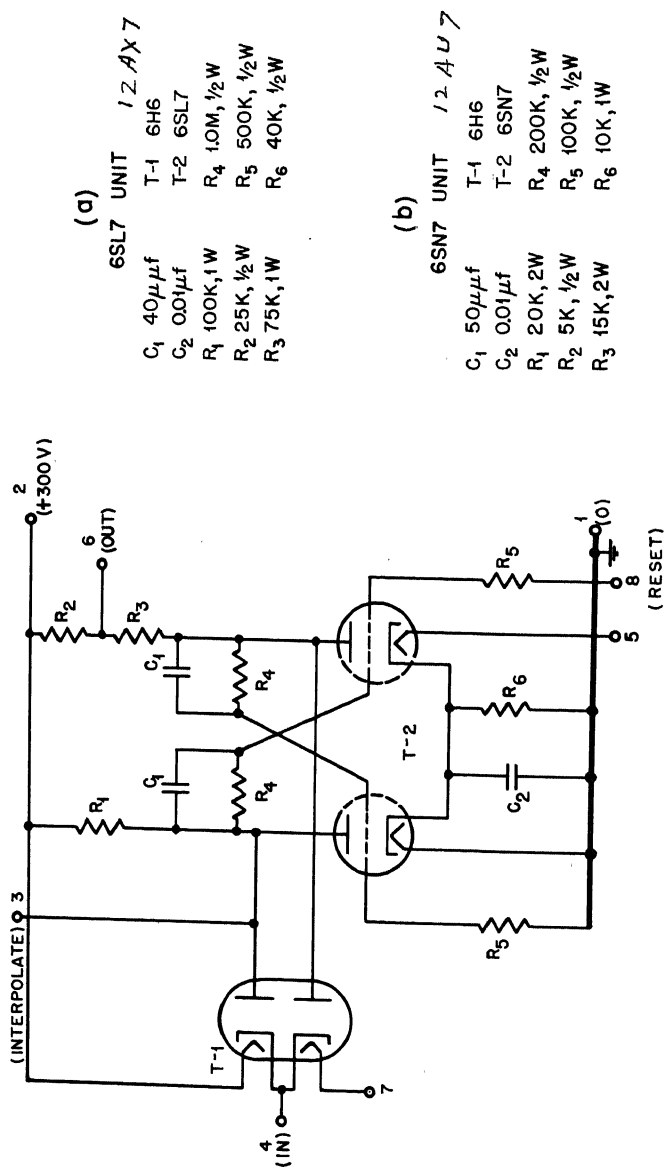 (a)
6SL7 UNIT 12AX7
C₁ 40μμf T-1 6H6
C₂ 0.01μf T-2 6SL7
R₁ 100K, 1W R₄ 1.0M, ½W
R₂ 25K, ½W R₅ 500K, ½W
R₃ 75K, 1W R₆ 40K, ½W
(b)
6SN7 UNIT 12AU7
C₁ 50μμf T-1 6H6
C₂ 0.01μf T-2 6SN7
R₁ 20K, 2W R₄ 200K, ½W
R₂ 5K, ½W R₅ 100K, ½W
R₃ 15K, 2W R₆ 10K, 1W
(INTERPOLATE) 3
2
(+300V)
R₁
R₂
6
(OUT)
R₃
C₁
C₁
R₄
R₄
T-1
4
(IN)
7
T-2
R₅
C₂
R₆
R₅
5
8
(RESET)
1
(0)